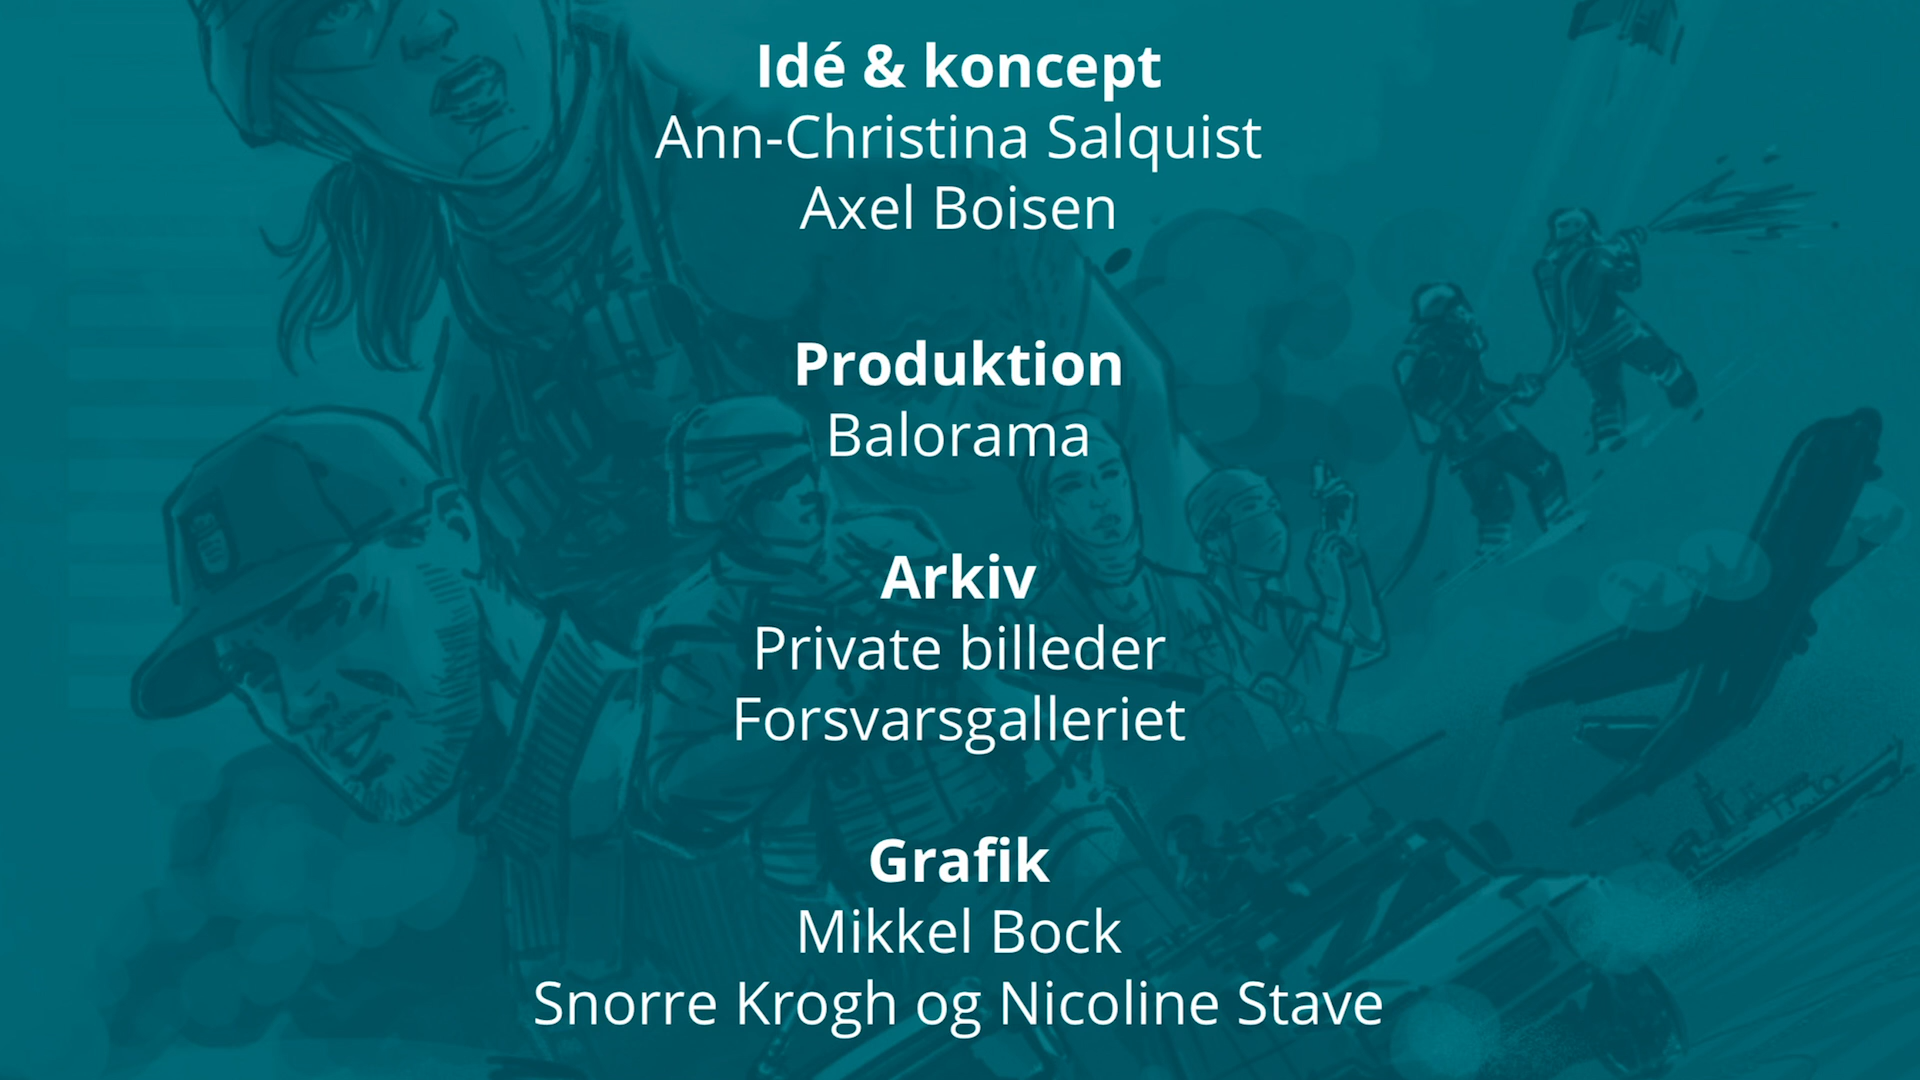 Idé & koncept
Ann-Christina Salquist
Axel Boisen
Produktion
Balorama
Arkiv
Private billeder
Forsvarsgalleriet
Grafik
Mikkel Bock
Snorre Krogh og Nicoline Stave